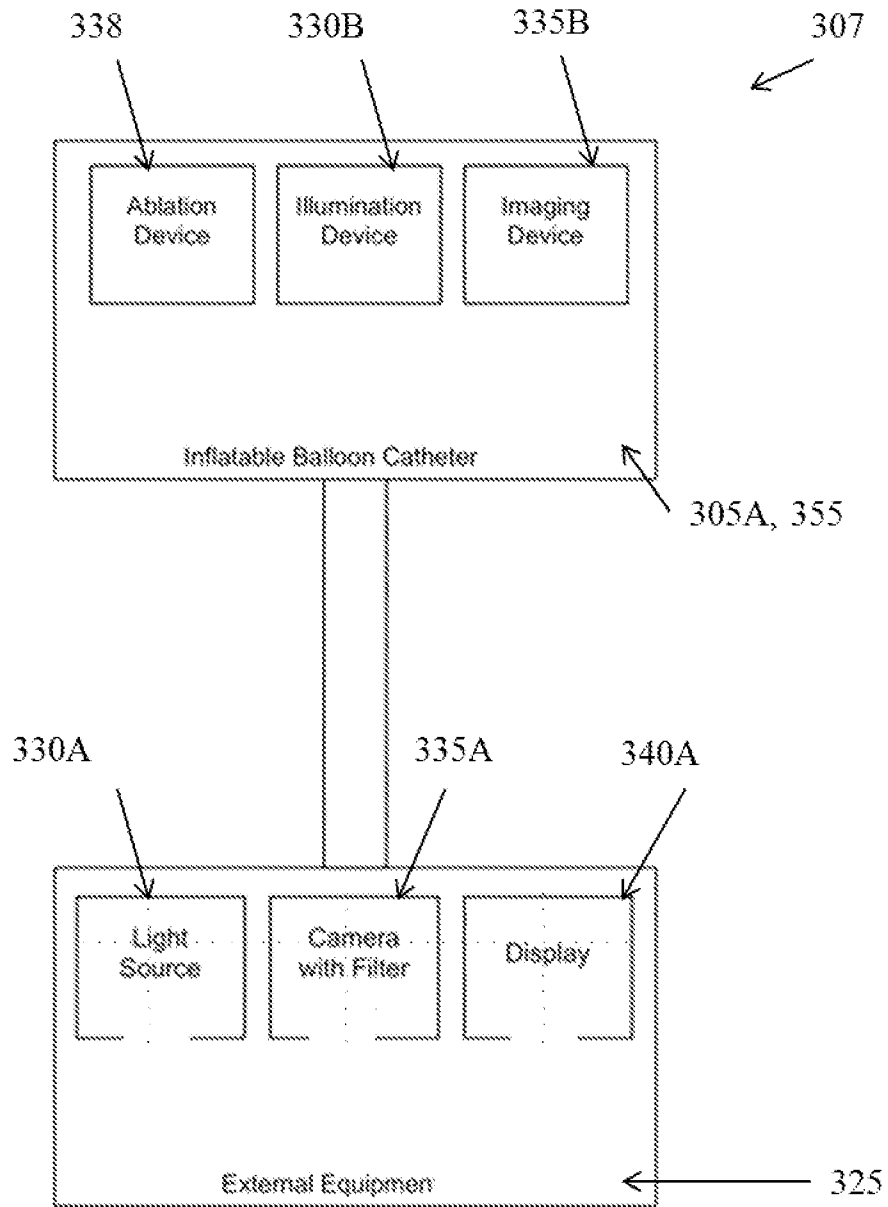 338 330B 335B 307
Ablation Device
Illumination Device
Imaging Device
Inflatable Balloon Catheter
305A, 355
330A 335A 340A
Light Source
Camera with Filter
Display
External Equipmen
325